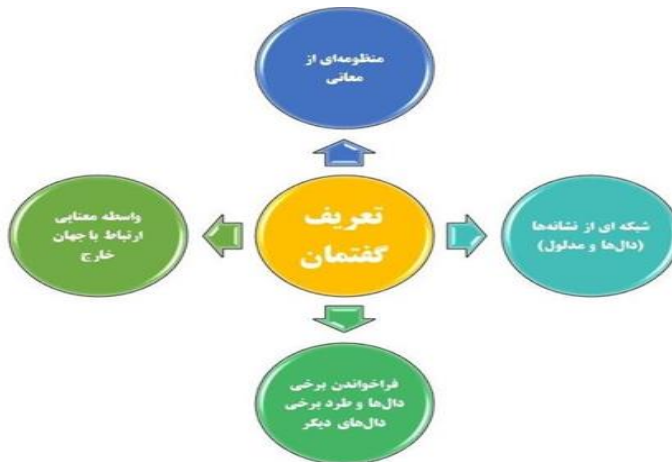 منظومه‌ای از
معانی
شبکه ای از نشانه‌ها
(دال‌ها و مدلول)
تعریف
گفتمان
واسطه معنایی
ارتباط با جهان
خارج
فراخواندن برخی
دال‌ها و طرد برخی
دال‌های دیگر